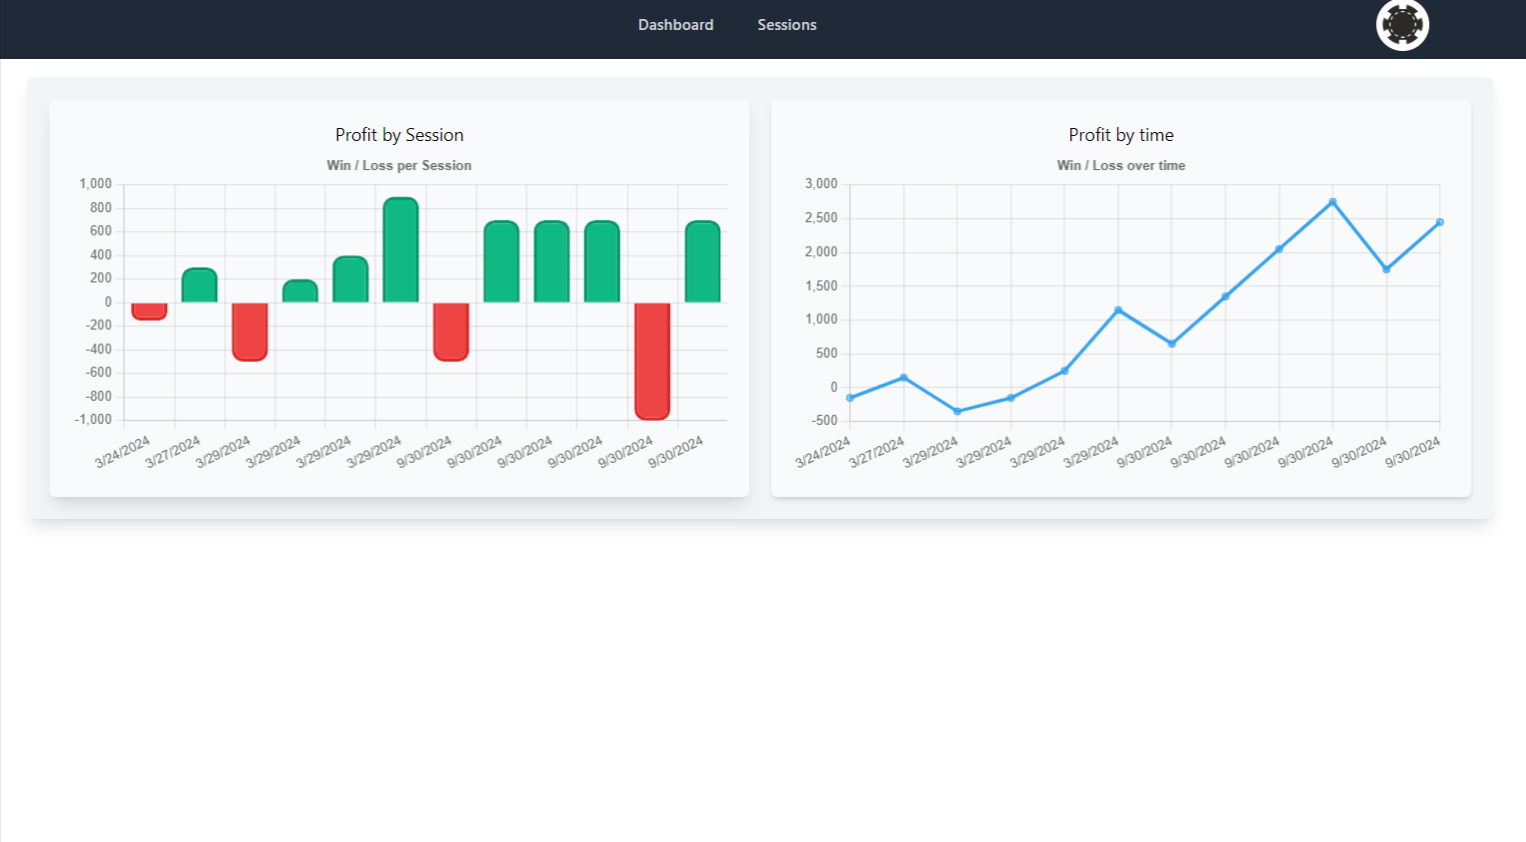 Dashboard Sessions
Profit by Session
Win / Loss per Session
1,000
800
600
400
200
0
-200
-400
-600
-800
-1,000
3/24/2024 3/27/2024 3/29/2024 3/29/2024 3/29/2024 3/29/2024 9/30/2024 9/30/2024 9/30/2024 9/30/2024 9/30/2024 9/30/2024
Profit by time
Win / Loss over time
3,000
2,500
2,000
1,500
1,000
500
0
-500
3/24/2024 3/27/2024 3/29/2024 3/29/2024 3/29/2024 3/29/2024 9/30/2024 9/30/2024 9/30/2024 9/30/2024 9/30/2024 9/30/2024